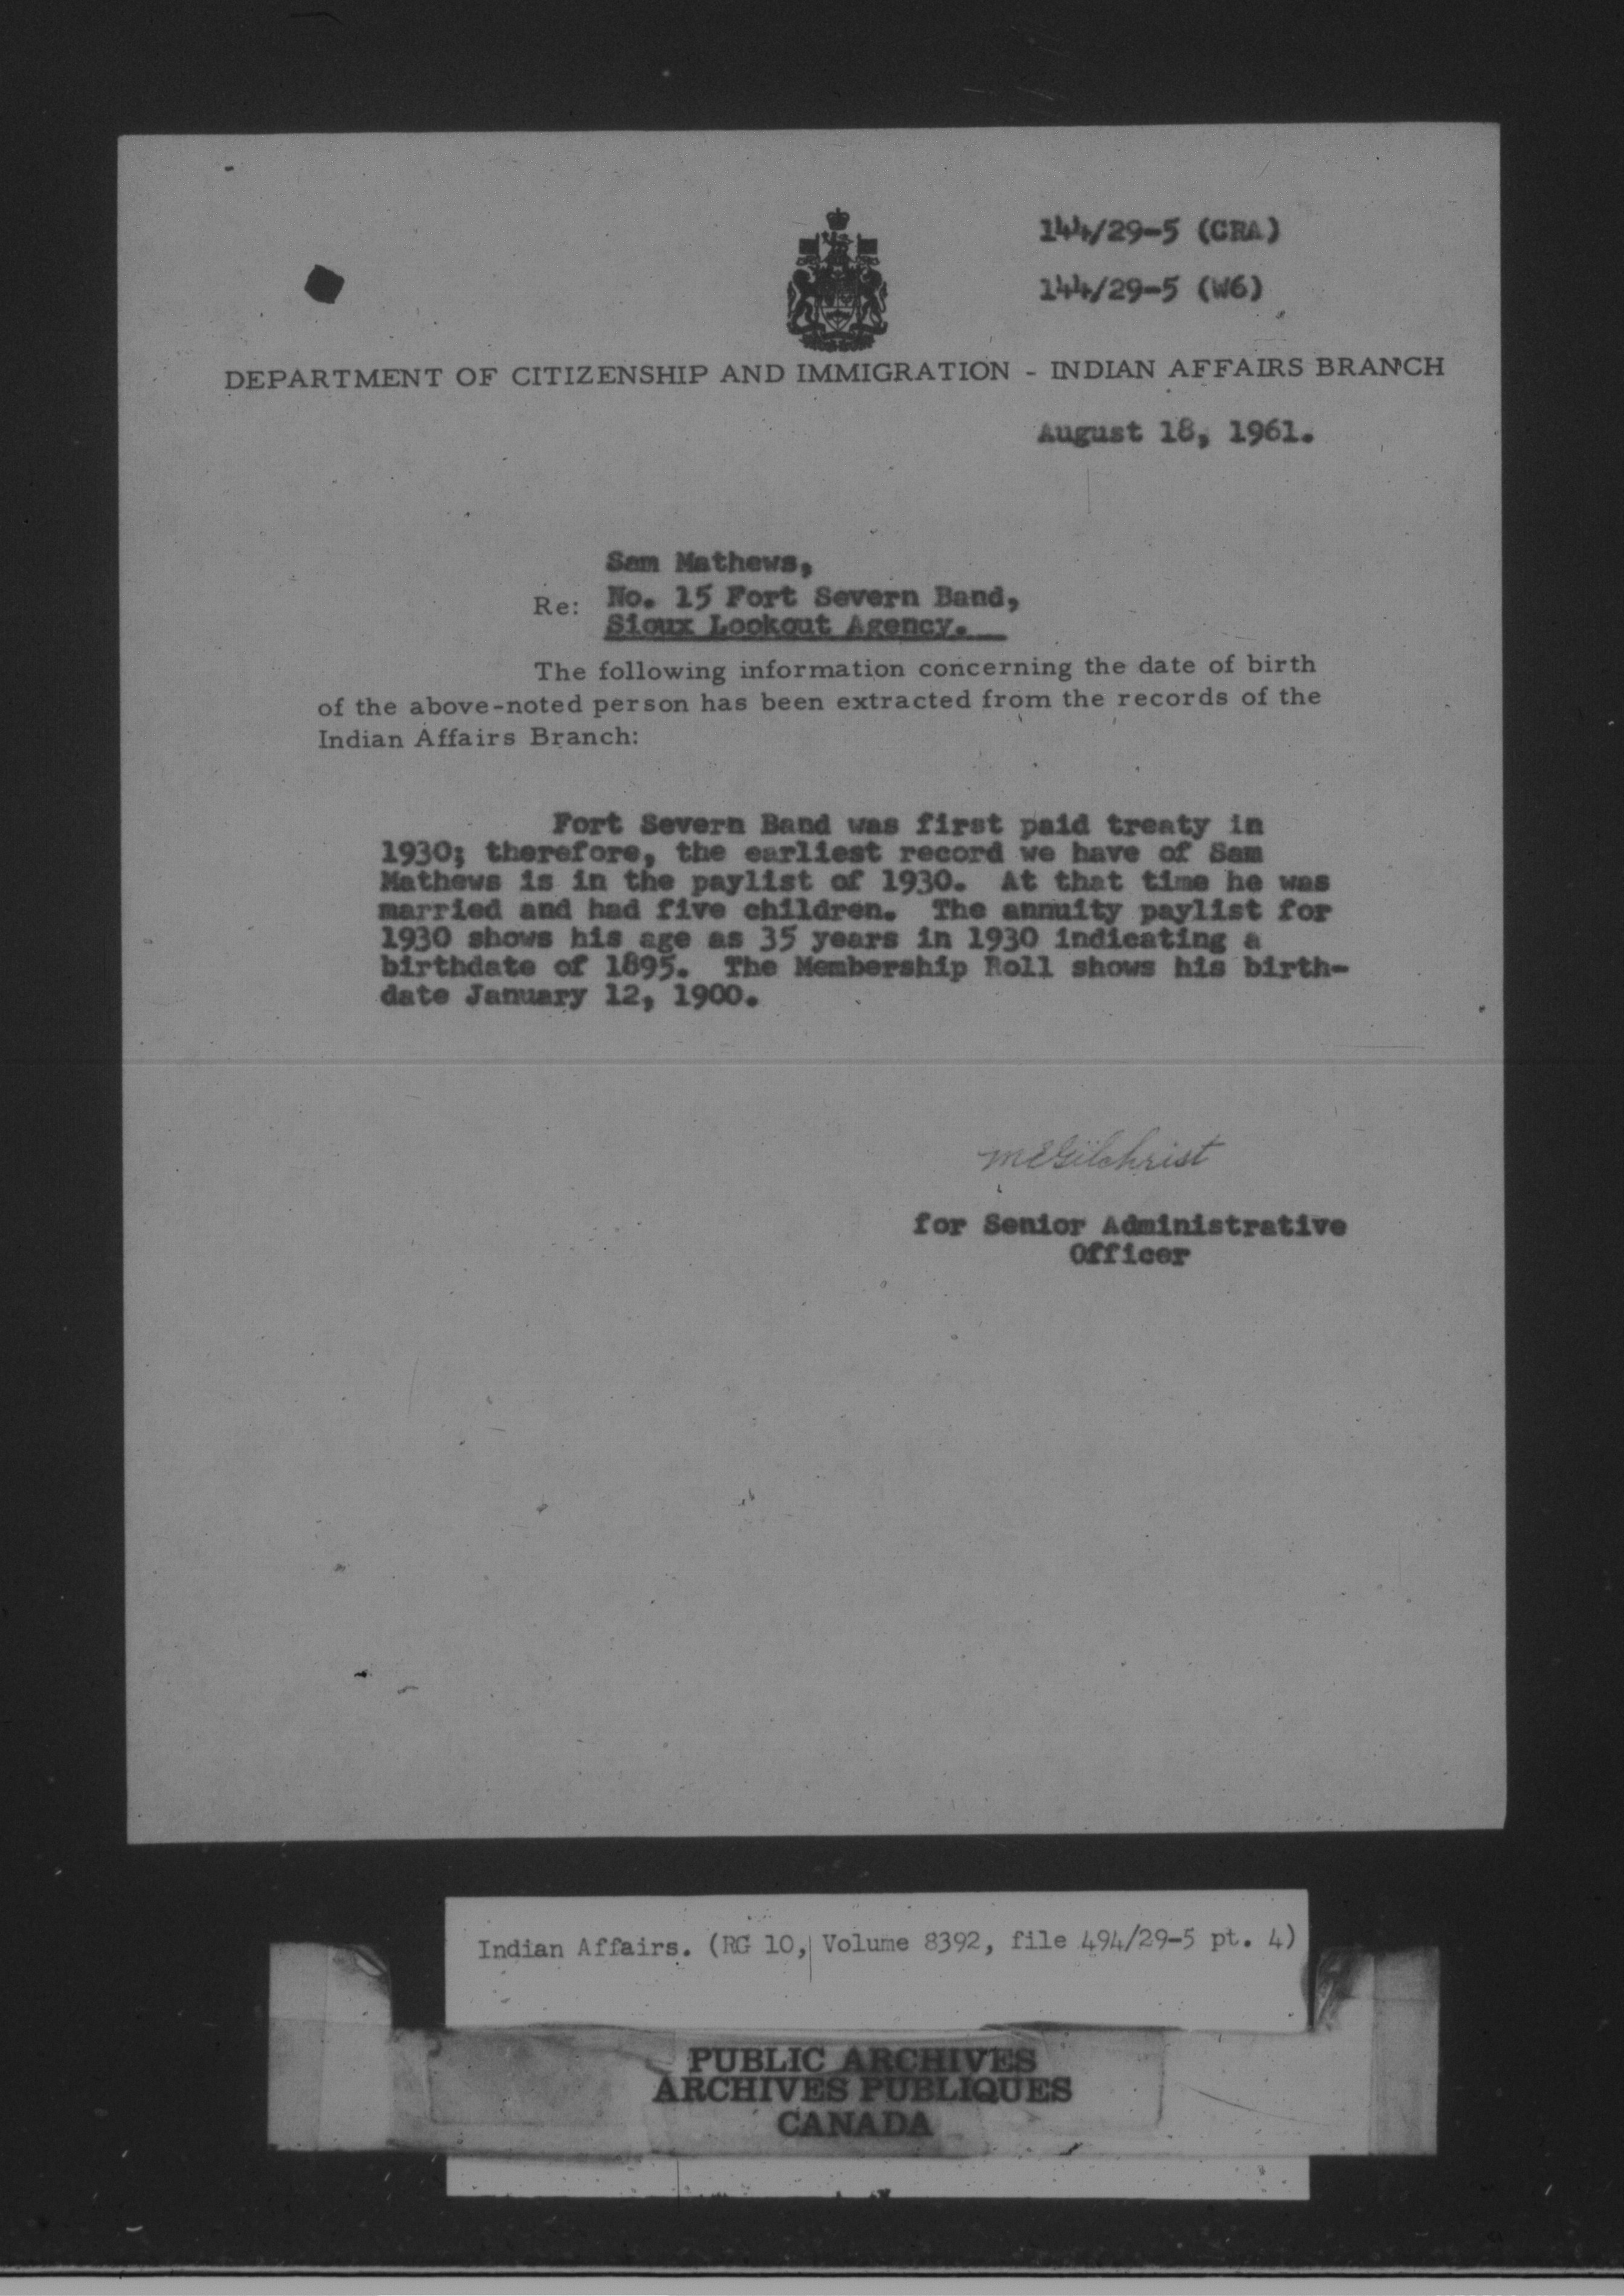 144/29-5 (CRA)
144/29-5 (W6)
DEPARTMENT OF CITIZENSHIP AND IMMIGRATION - INDIAN AFFAIRS BRANCH
August 18, 1961.
Sam Mathews,
Re: No. 15 Fort Severn Band,
Sioux Lookout Agency.
The following information concerning the date of birth
of the above-noted person has been extracted from the records of the
Indian Affairs Branch:
Fort Severn Band was first paid treaty in
1930; therefore, the earliest record we have of Sam
Mathews is in the paylist of 1930. At that time he was
married and had five children. The annuity paylist for
1930 shows his age as 35 years in 1930 indicating a
birthdate of 1895. The Membership Roll shows his birth-
date January 12, 1900.
MEGilchrist
for Senior Administrative
Officer
Indian Affairs. (RG 10, Volume 8392, file 494/29-5 pt. 4)
PUBLIC ARCHIVES
ARCHIVES PUBLIQUES
CANADA